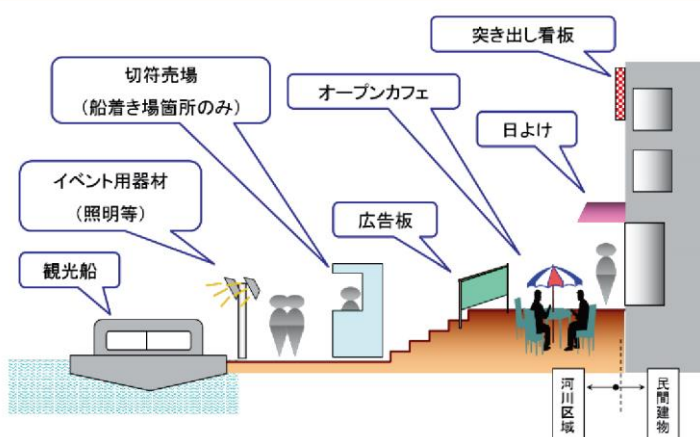 突き出し看板
切符売場
（船着き場箇所のみ）
オープンカフェ
日よけ
イベント用器材
（照明等）
広告板
観光船
河川区域
民間建物